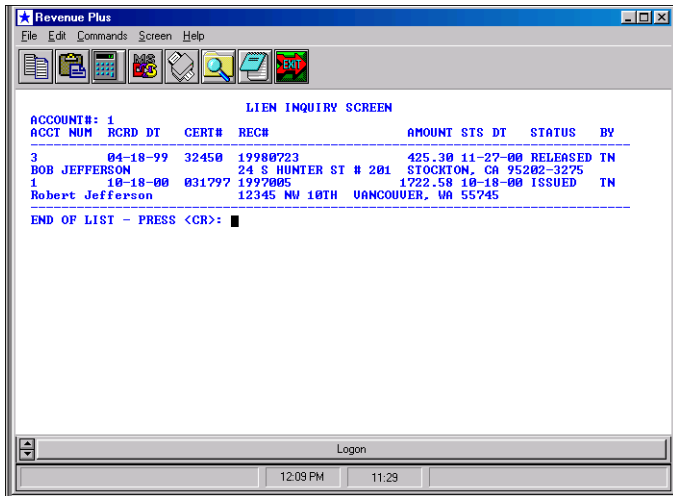 Revenue Plus
File Edit Commands Screen Help
MS
EXIT
LIEN INQUIRY SCREEN
ACCOUNT#: 1
ACCT NUM RCRD DT CERT# REC# AMOUNT STS DT STATUS BY
3 04-18-99 32450 19980723 425.30 11-27-00 RELEASED TN
BOB JEFFERSON 24 S HUNTER ST # 201 STOCKTON, CA 95202-3275
1 10-18-00 031797 1997005 1722.58 10-18-00 ISSUED TN
Robert Jefferson 12345 NW 10TH VANCOUVER, WA 55745
END OF LIST - PRESS <CR>:
Logon
12:09 PM 11:29